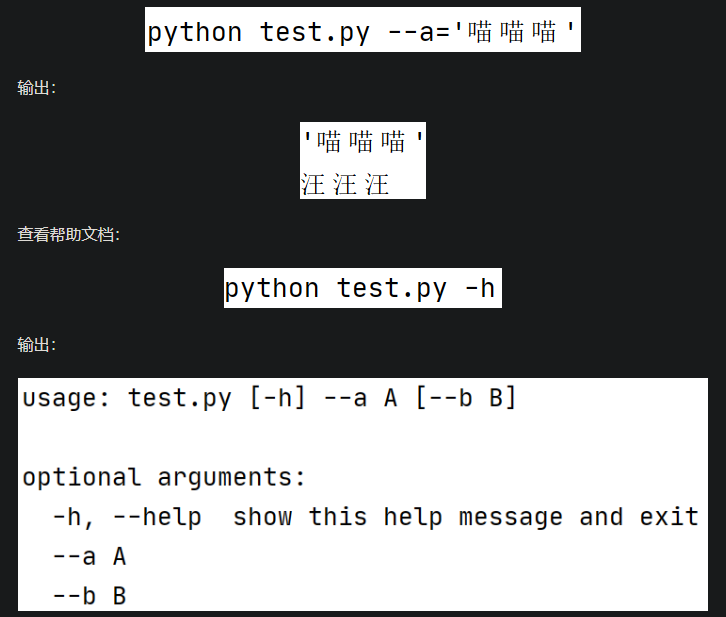 python test.py --a='喵喵喵'
输出：
'喵喵喵'
汪汪汪
查看帮助文档：
python test.py -h
输出：
usage: test.py [-h] --a A [--b B]
optional arguments:
-h, --help  show this help message and exit
--a A
--b B